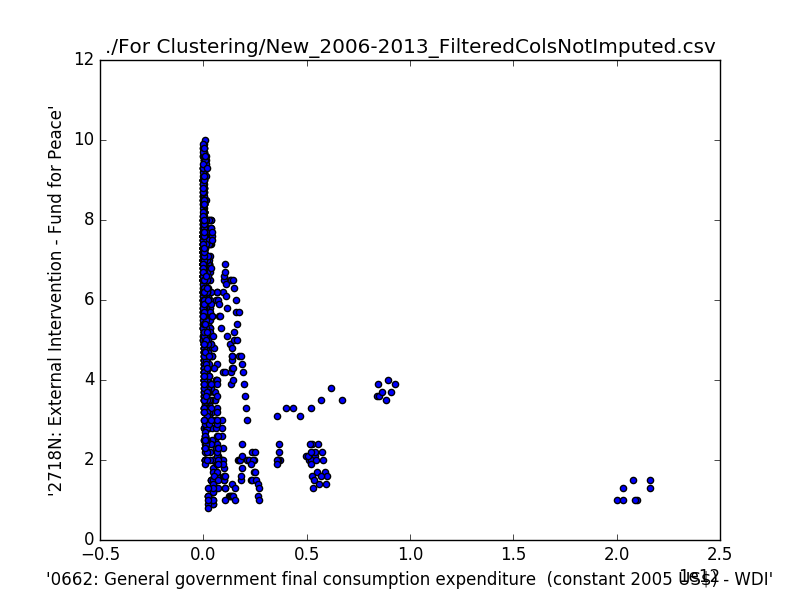 ./For Clustering/New_2006-2013_FilteredColsNotImputed.csv
12
10
8
6
4
2
0
'2718N: External Intervention - Fund for Peace'
−0.5 0.0 0.5 1.0 1.5 2.0 2.5
1e12
'0662: General government final consumption expenditure (constant 2005 US$) - WDI'